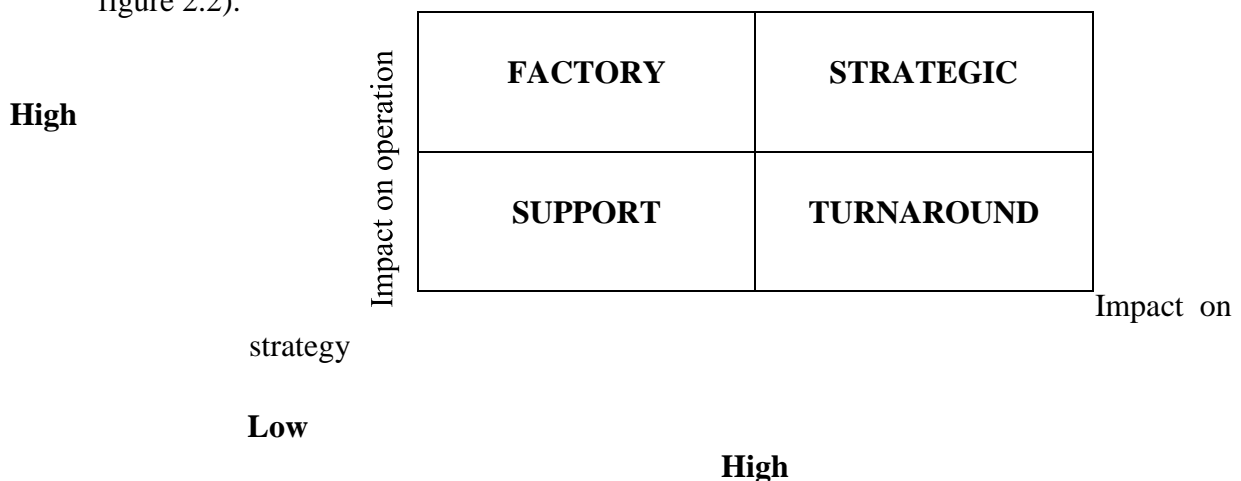 figure 2.2).
FACTORY STRATEGIC
High
Impact on operation
SUPPORT TURNAROUND
Impact on
strategy
Low
High